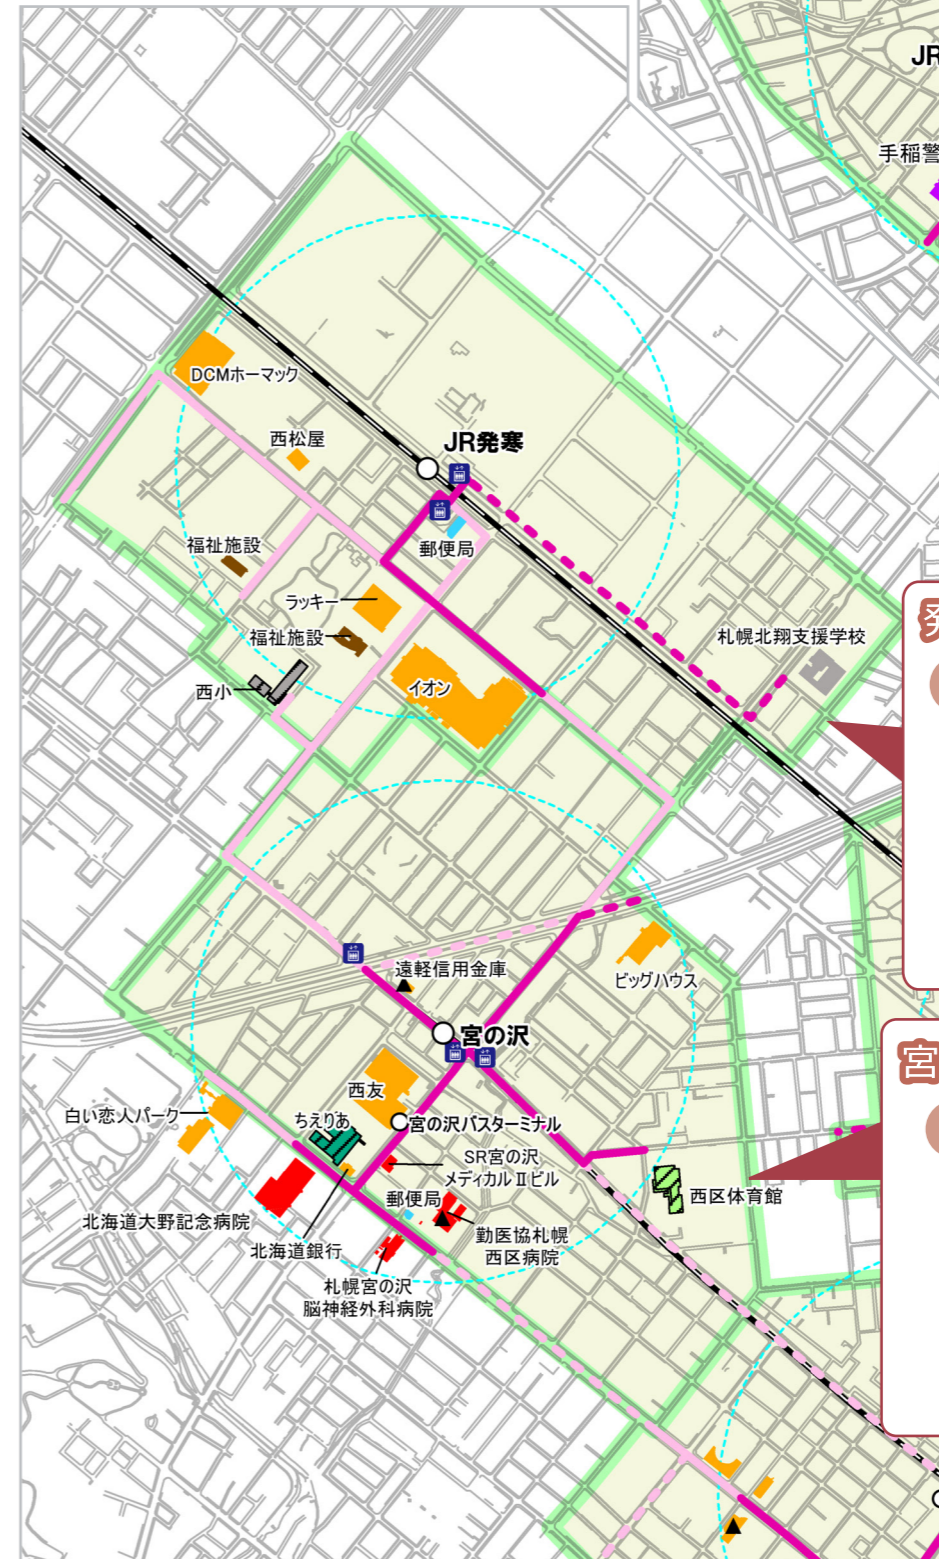 JR
手稲警
DCMホーマック
西松屋
JR発寒
郵便局
福祉施設
ラッキー
福祉施設
西小
イオン
札幌北翔支援学校
発
遠軽信用金庫
ビッグハウス
宮の沢
宮
西友
白い恋人パーク
ちえりあ
宮の沢バスターミナル
SR宮の沢
メディカルⅡビル
郵便局
西区体育館
北海道大野記念病院
北海道銀行
勤医協札幌
西区病院
札幌宮の沢
脳神経外科病院